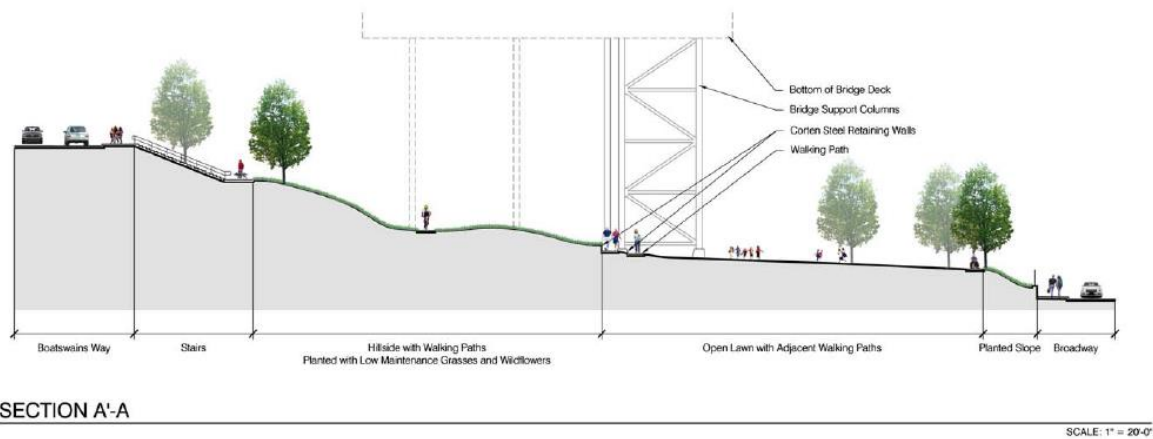 Bottom of Bridge Deck
Bridge Support Columns
Corten Steel Retaining Walls
Walking Path
Boatswains Way
Stairs
Hillside with Walking Paths
Planted with Low Maintenance Grasses and Wildflowers
Open Lawn with Adjacent Walking Paths
Planted Slope
Broadway
SECTION A'-A
SCALE: 1" = 20'-0"